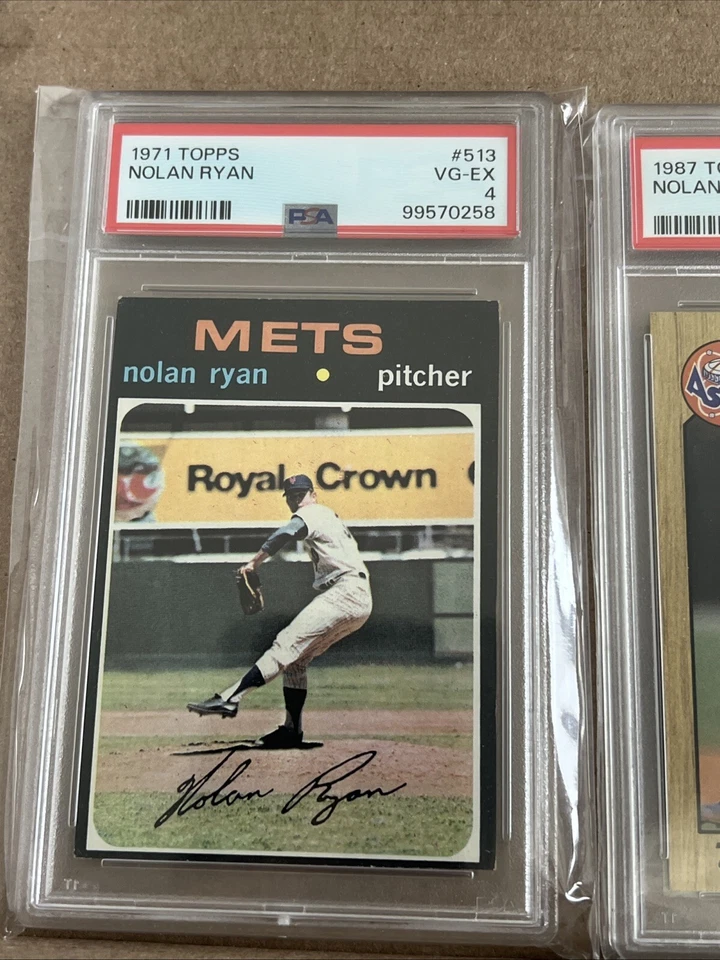 1971 TOPPS #513
NOLAN RYAN VG-EX
4
PSA 99570258
METS
nolan ryan • pitcher
Royal Crown
Nolan Ryan
1987 TO
NOLAN